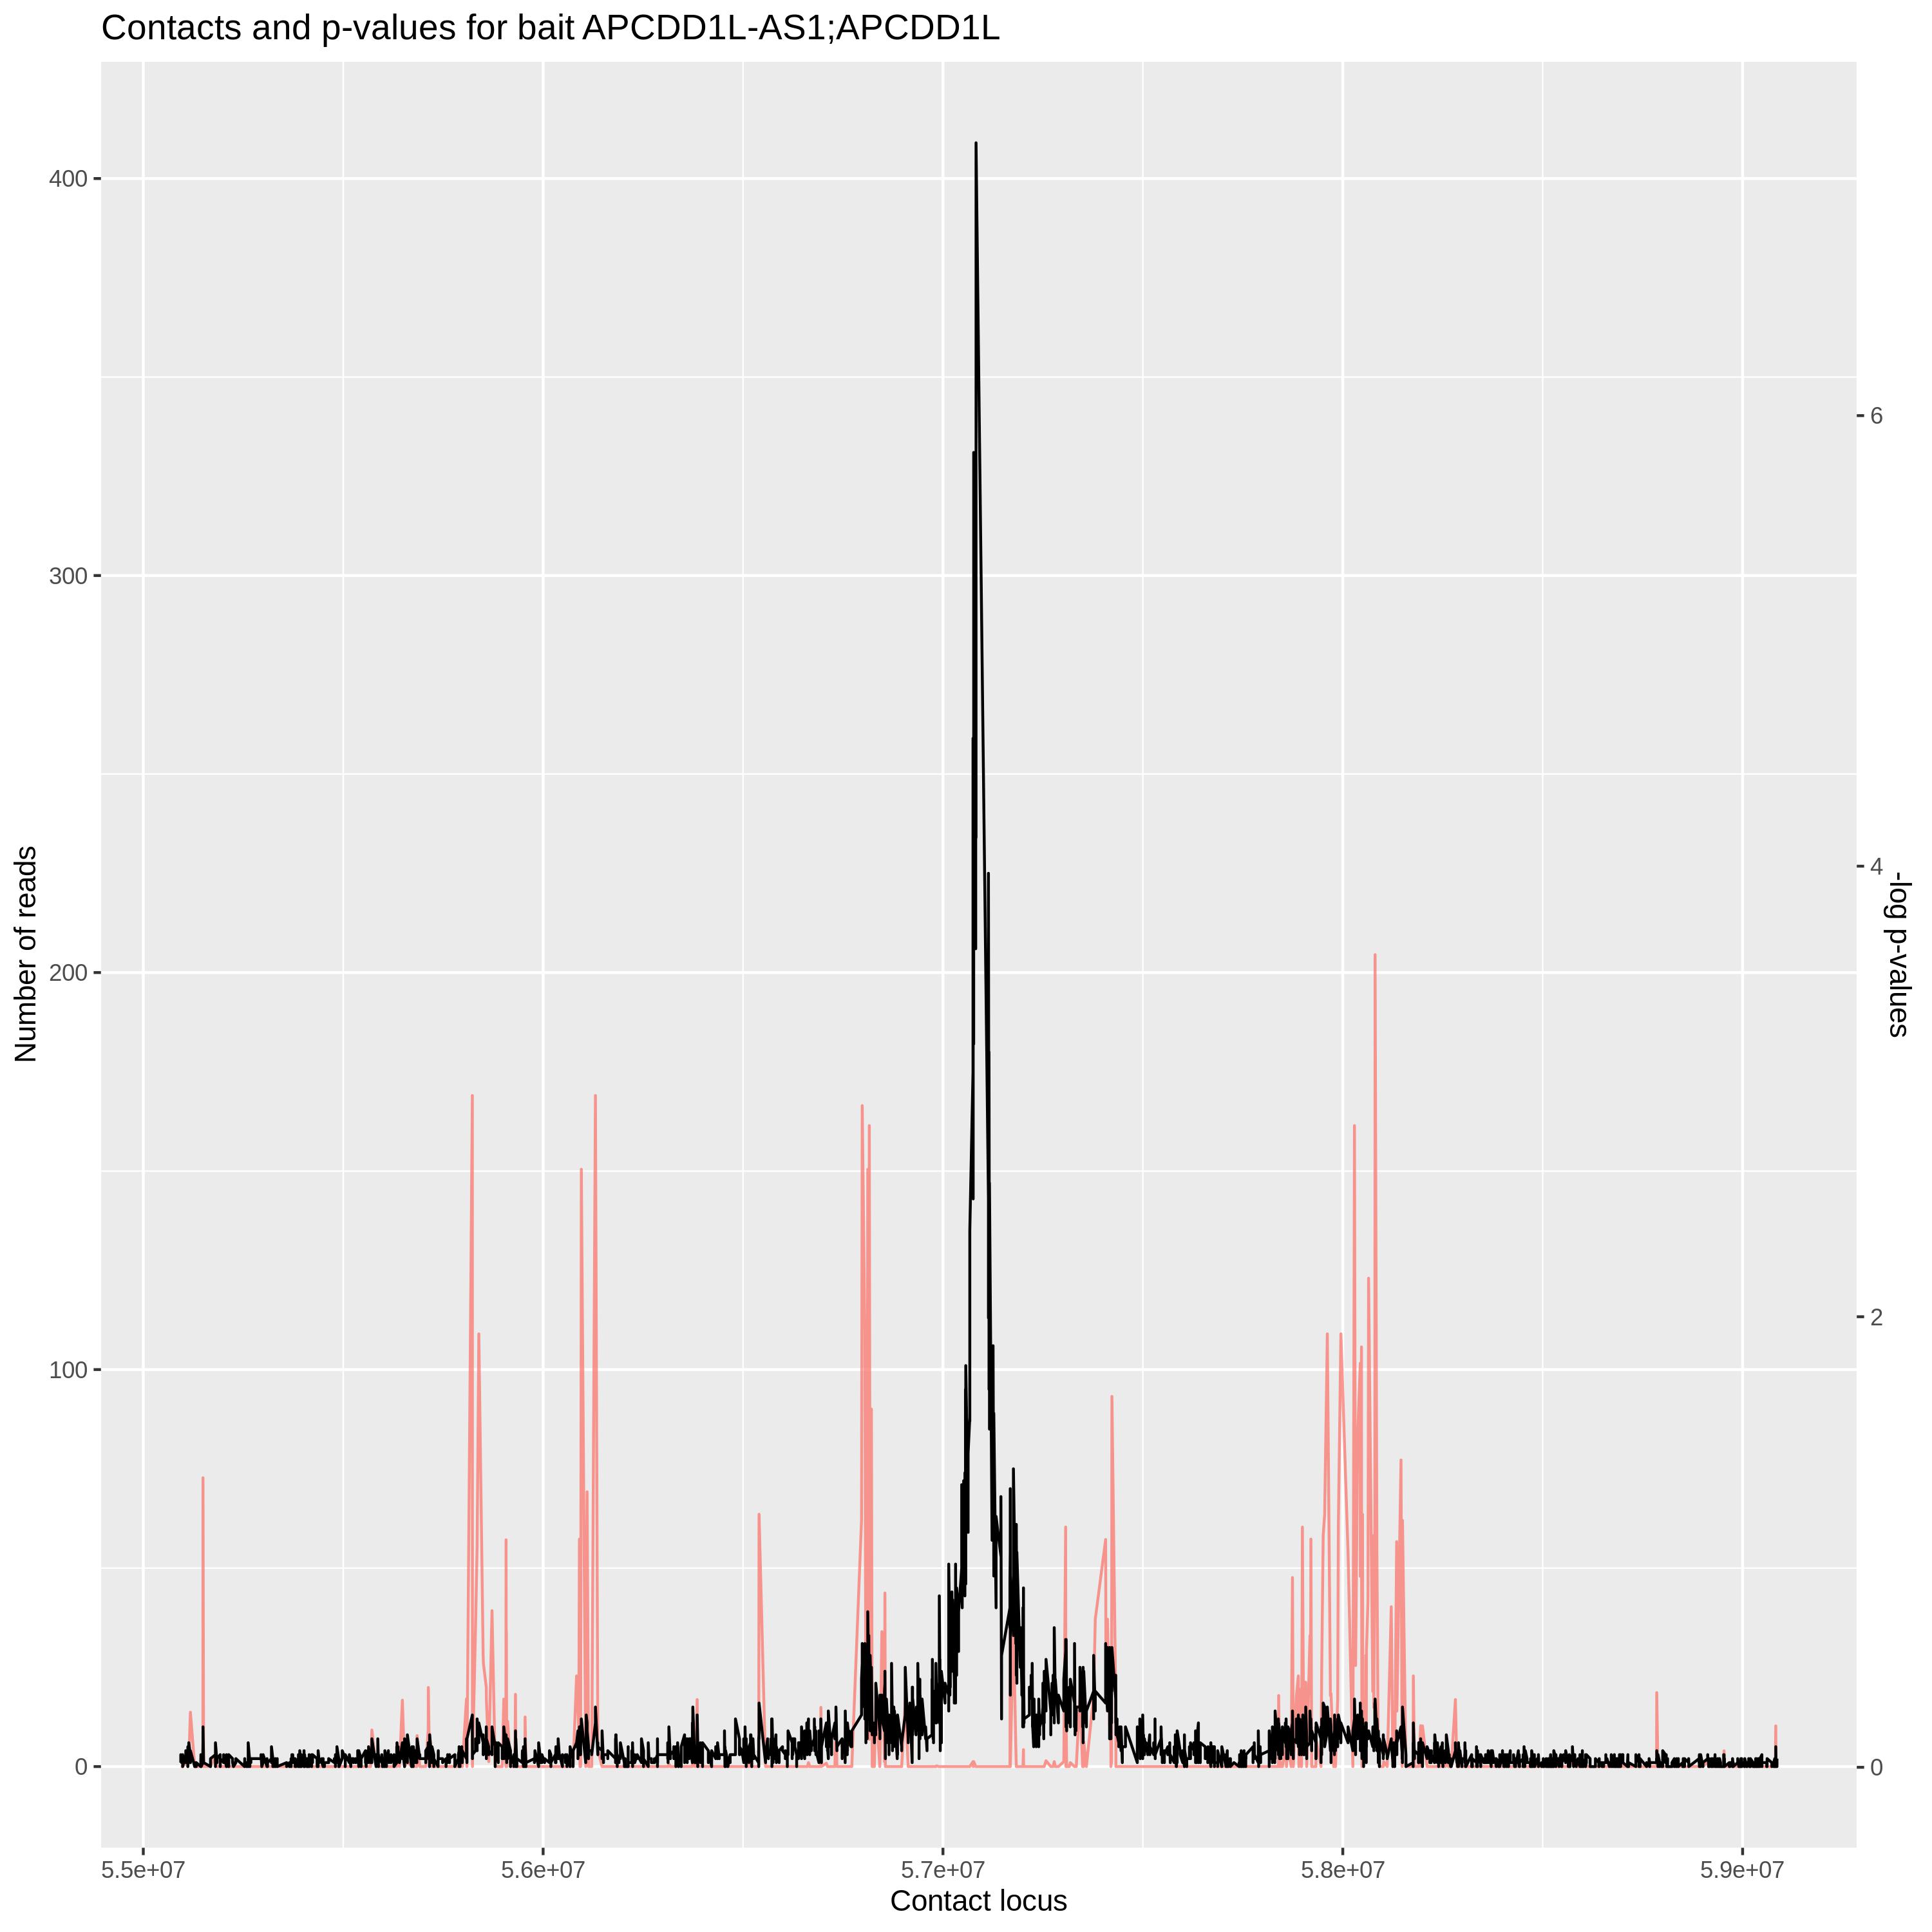 Contacts and p-values for bait APCDD1L-AS1;APCDD1L
400
300
200
100
0
Number of reads
6
4
2
0
-log p-values
5.5e+07
5.6e+07
5.7e+07
5.8e+07
5.9e+07
Contact locus